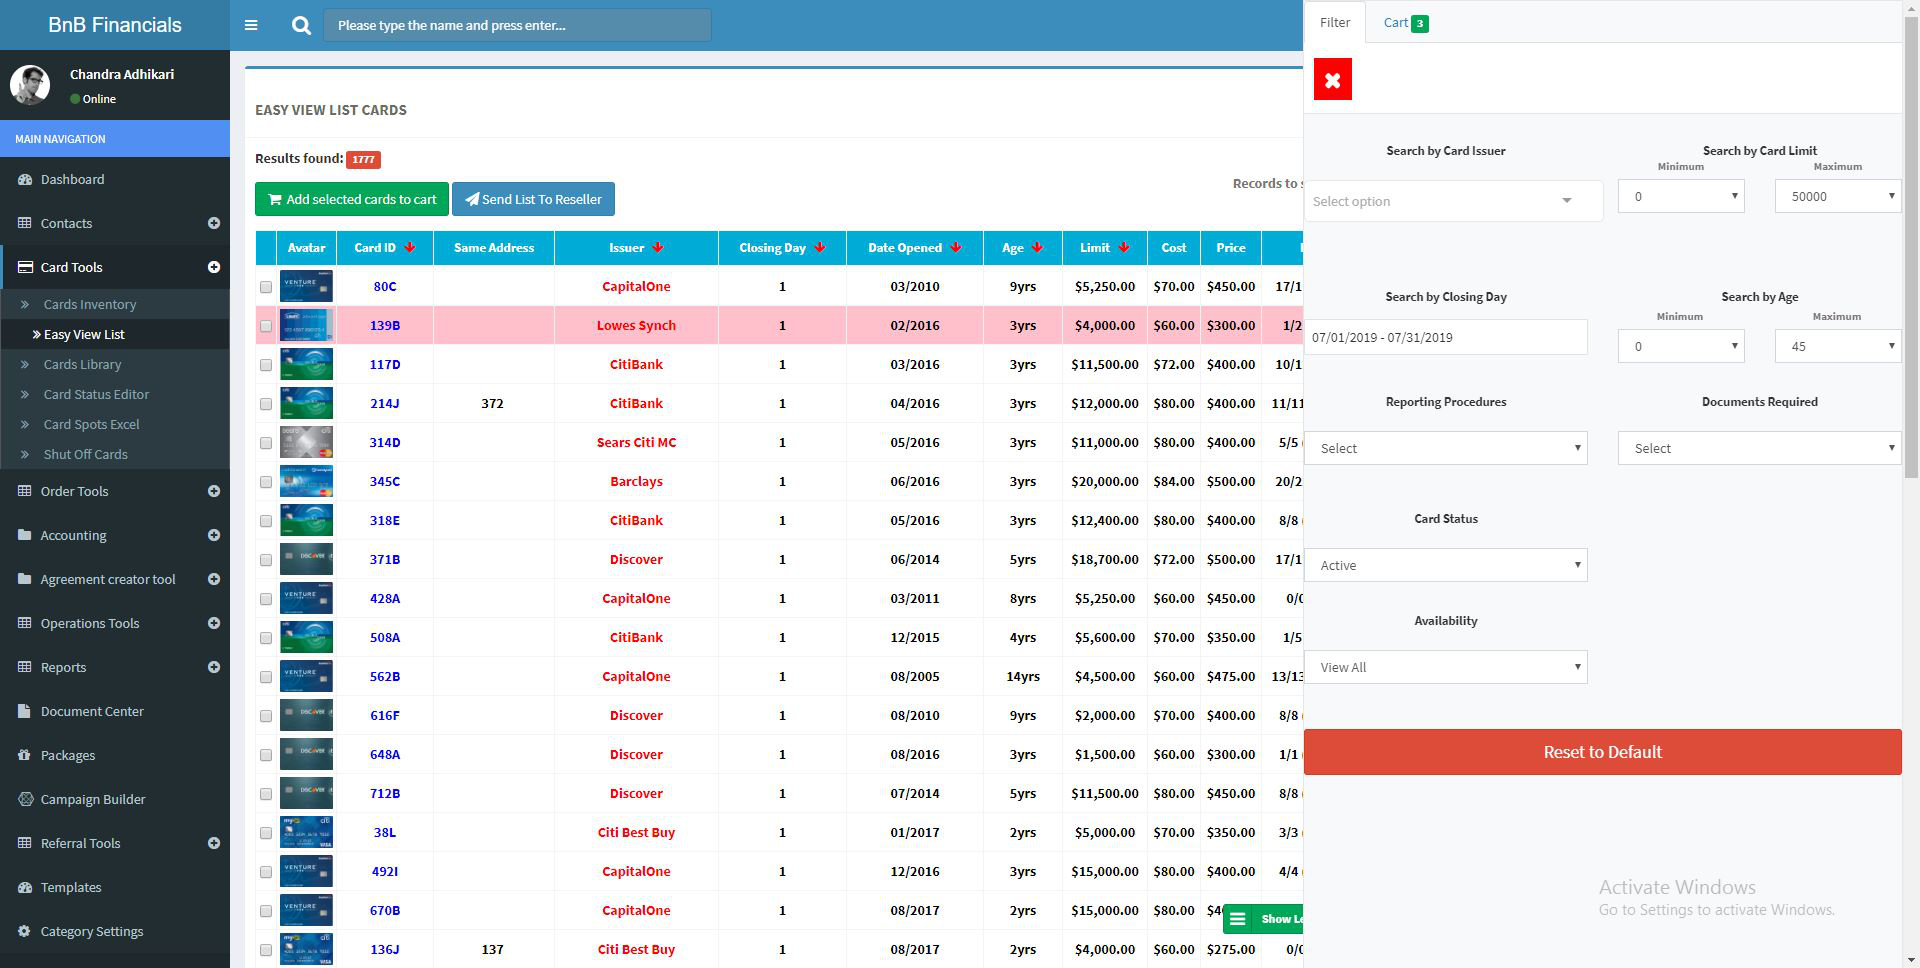 BnB Financials
Please type the name and press enter...
Filter
Cart 3
Chandra Adhikari
Online
MAIN NAVIGATION
Dashboard
Contacts
Card Tools
Cards Inventory
Easy View List
Cards Library
Card Status Editor
Card Spots Excel
Shut Off Cards
Order Tools
Accounting
Agreement creator tool
Operations Tools
Reports
Document Center
Packages
Campaign Builder
Referral Tools
Templates
Category Settings
EASY VIEW LIST CARDS
Results found: 1777
Records to
Add selected cards to cart
Send List To Reseller
Avatar Card ID Same Address Issuer Closing Day Date Opened Age Limit Cost Price
80C CapitalOne 1 03/2010 9yrs $5,250.00 $70.00 $450.00 17/1
139B Lowes Synch 1 02/2016 3yrs $4,000.00 $60.00 $300.00 1/2
117D CitiBank 1 03/2016 3yrs $11,500.00 $72.00 $400.00 10/1
214J 372 CitiBank 1 04/2016 3yrs $12,000.00 $80.00 $400.00 11/11
314D Sears Citi MC 1 05/2016 3yrs $11,000.00 $80.00 $400.00 5/5
345C Barclays 1 06/2016 3yrs $20,000.00 $84.00 $500.00 20/2
318E CitiBank 1 05/2016 3yrs $12,400.00 $80.00 $400.00 8/8
371B Discover 1 06/2014 5yrs $18,700.00 $72.00 $500.00 17/1
428A CapitalOne 1 03/2011 8yrs $5,250.00 $60.00 $450.00 0/0
508A CitiBank 1 12/2015 4yrs $5,600.00 $70.00 $350.00 1/5
562B CapitalOne 1 08/2005 14yrs $4,500.00 $60.00 $475.00 13/13
616F Discover 1 08/2010 9yrs $2,000.00 $70.00 $400.00 8/8
648A Discover 1 08/2016 3yrs $1,500.00 $60.00 $300.00 1/1
712B Discover 1 07/2014 5yrs $11,500.00 $80.00 $450.00 8/8
38L Citi Best Buy 1 01/2017 2yrs $5,000.00 $70.00 $350.00 3/3
492I CapitalOne 1 12/2016 3yrs $15,000.00 $80.00 $400.00 4/4
670B CapitalOne 1 08/2017 2yrs $15,000.00 $80.00
136J 137 Citi Best Buy 1 08/2017 2yrs $4,000.00 $60.00 $275.00 0/0
Show
Search by Card Issuer
Select option
Search by Card Limit
Minimum Maximum
0 50000
Search by Closing Day
07/01/2019 - 07/31/2019
Search by Age
Minimum Maximum
0 45
Reporting Procedures
Select
Documents Required
Select
Card Status
Active
Availability
View All
Reset to Default
Activate Windows
Go to Settings to activate Windows.